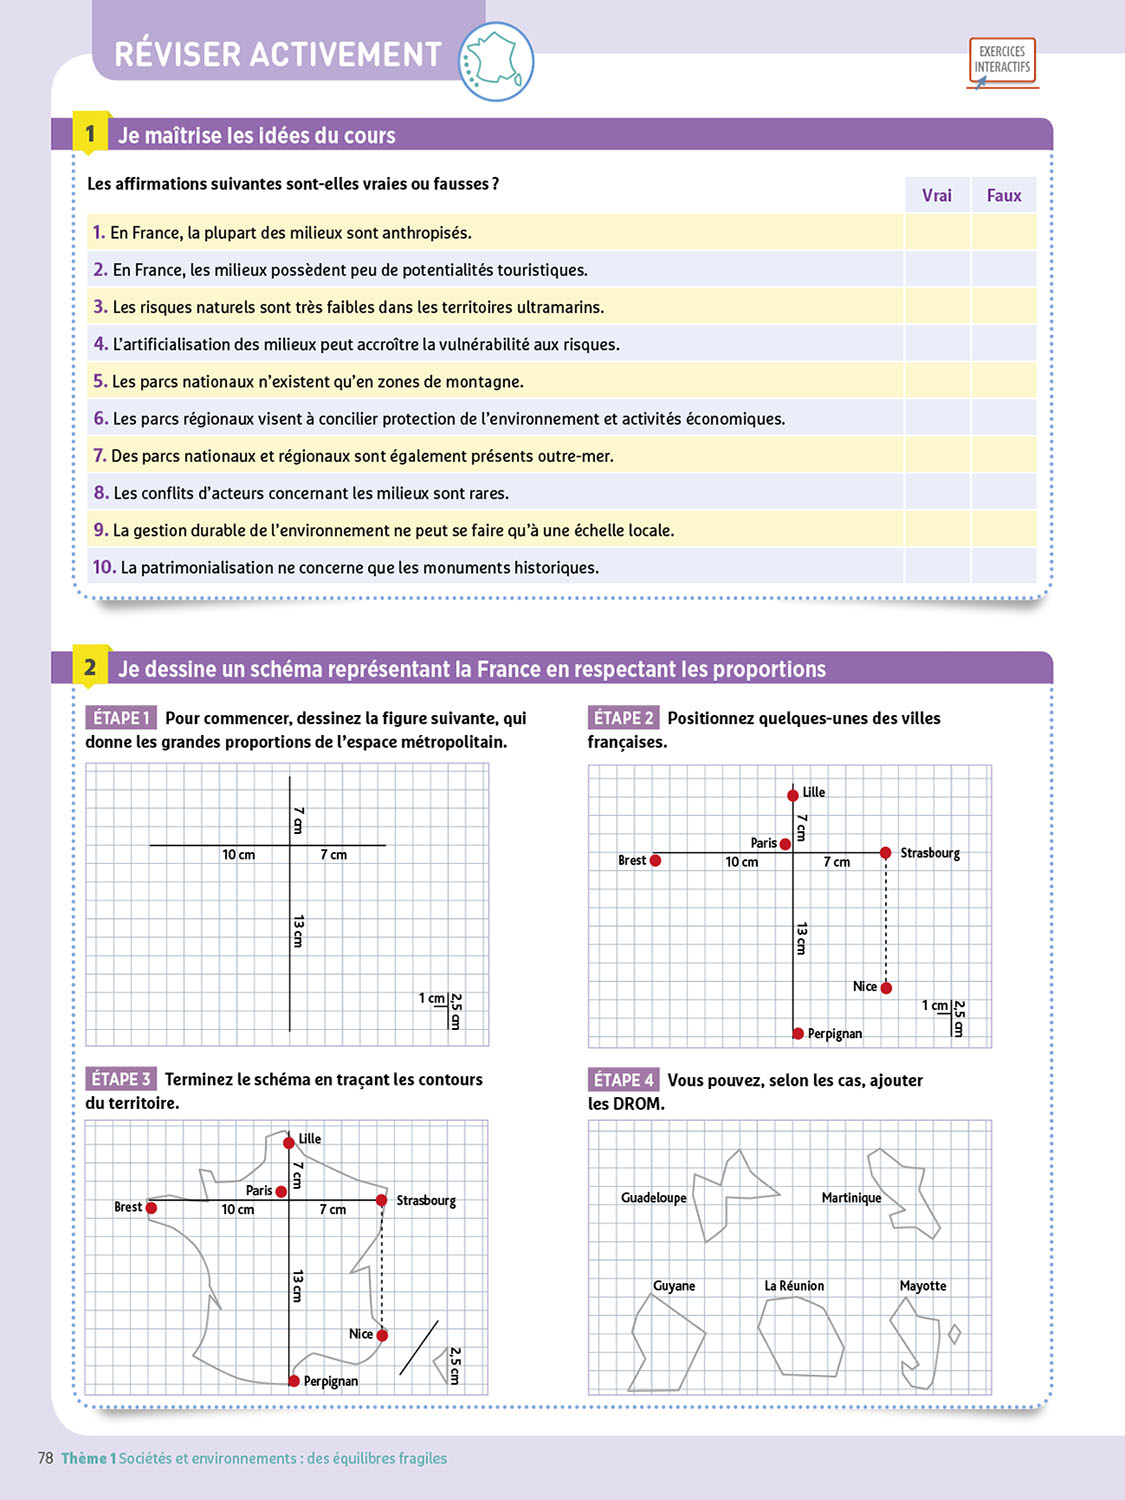 RÉVISER ACTIVEMENT
EXERCICES
INTERACTIFS
1 Je maîtrise les idées du cours
Les affirmations suivantes sont-elles vraies ou fausses ?
Vrai Faux
1. En France, la plupart des milieux sont anthropisés.
2. En France, les milieux possèdent peu de potentialités touristiques.
3. Les risques naturels sont très faibles dans les territoires ultramarins.
4. L'artificialisation des milieux peut accroître la vulnérabilité aux risques.
5. Les parcs nationaux n'existent qu'en zones de montagne.
6. Les parcs régionaux visent à concilier protection de l'environnement et activités économiques.
7. Des parcs nationaux et régionaux sont également présents outre-mer.
8. Les conflits d'acteurs concernant les milieux sont rares.
9. La gestion durable de l'environnement ne peut se faire qu'à une échelle locale.
10. La patrimonialisation ne concerne que les monuments historiques.
2 Je dessine un schéma représentant la France en respectant les proportions
ÉTAPE 1 Pour commencer, dessinez la figure suivante, qui
donne les grandes proportions de l'espace métropolitain.
7 cm
10 cm 7 cm
13 cm
1 cm 2,5 cm
ÉTAPE 2 Positionnez quelques-unes des villes
françaises.
Lille
7 cm
Paris
Brest 10 cm 7 cm Strasbourg
13 cm
Nice
1 cm 2,5 cm
Perpignan
ÉTAPE 3 Terminez le schéma en traçant les contours
du territoire.
Lille
7 cm
Paris
Brest 10 cm 7 cm Strasbourg
13 cm
Nice
2,5 cm
Perpignan
ÉTAPE 4 Vous pouvez, selon les cas, ajouter
les DROM.
Guadeloupe Martinique
Guyane La Réunion Mayotte
78 Thème 1 Sociétés et environnements : des équilibres fragiles